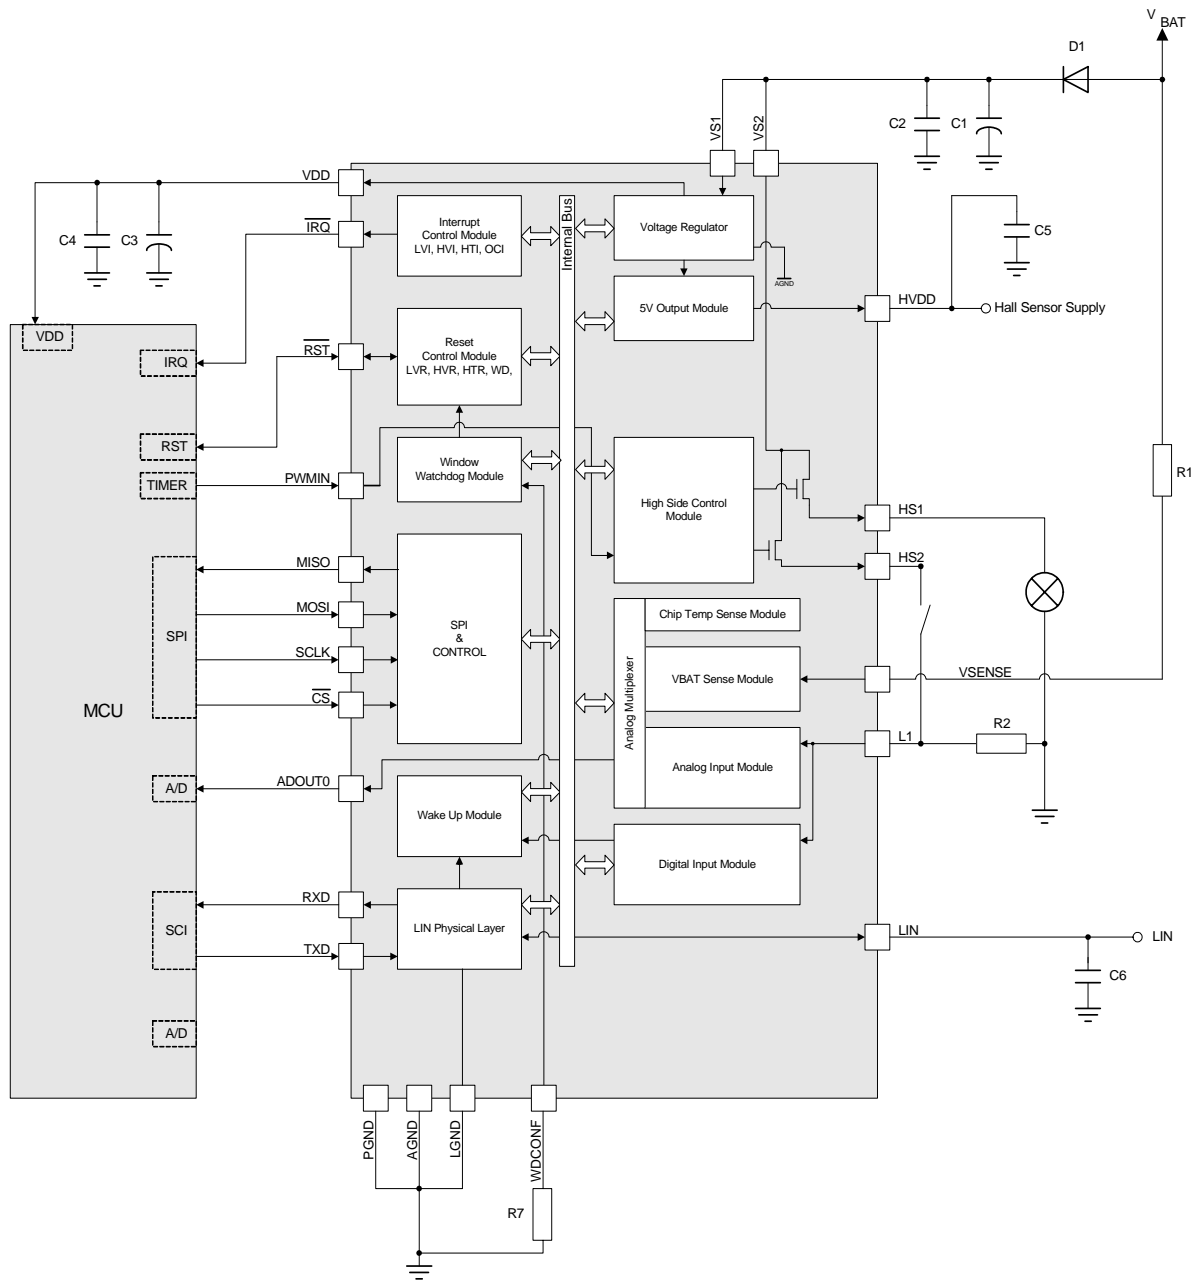 V
BAT
D1
C2
C1
VS1
VS2
VDD
C4
C3
IRQ
Interrupt
Control Module
LVI, HVI, HTI, OCI
Internal Bus
Voltage Regulator
AGND
C5
5V Output Module
HVDD
Hall Sensor Supply
VDD
IRQ
RST
Reset
Control Module
LVR, HVR, HTR, WD,
RST
TIMER
PWMIN
Window
Watchdog Module
High Side Control
Module
HS1
HS2
R1
MISO
MOSI
SCLK
CS
SPI
SPI
&
CONTROL
Chip Temp Sense Module
Analog Multiplexer
VBAT Sense Module
VSENSE
MCU
L1
R2
Analog Input Module
A/D
ADOUT0
Wake Up Module
Digital Input Module
RXD
SCI
LIN Physical Layer
TXD
LIN
LIN
C6
A/D
PGND
AGND
LGND
WDCONF
R7